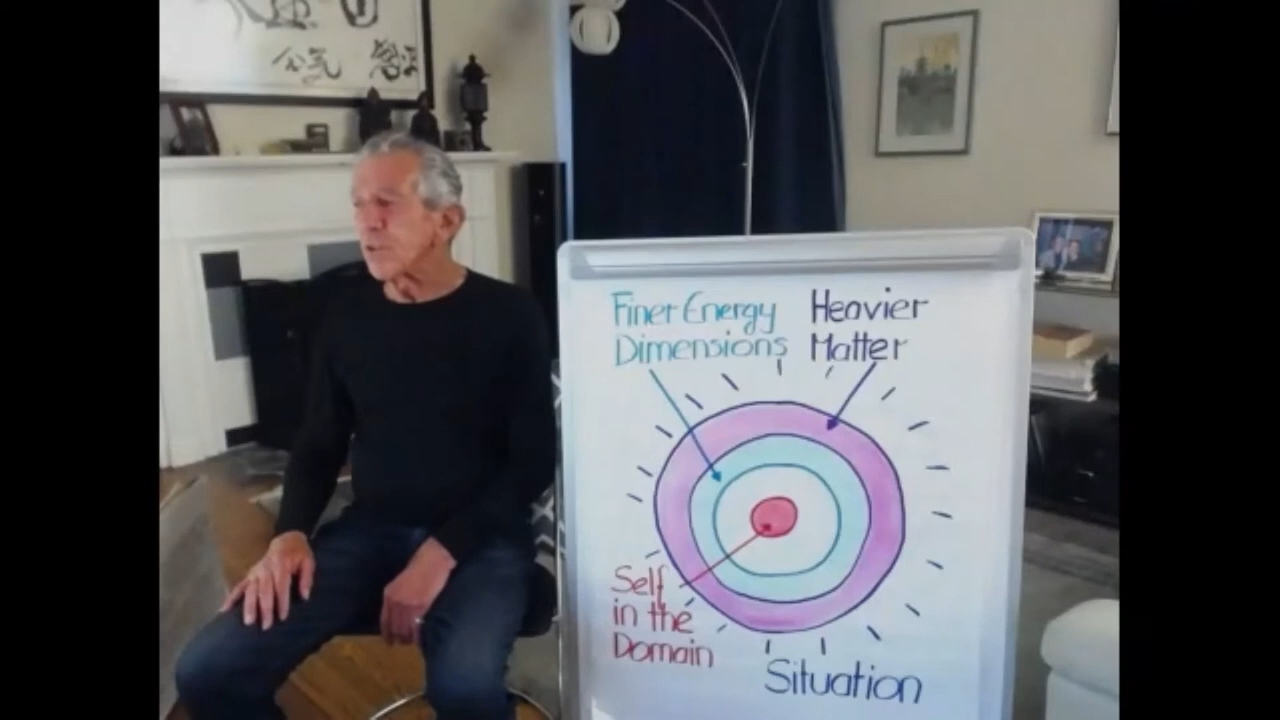 Finer Energy
Dimensions
Heavier
Matter
Self
in the
Domain
Situation